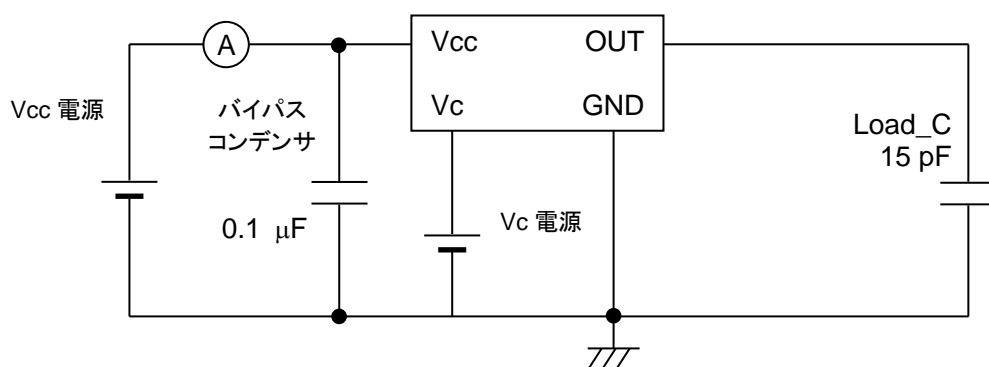 A
Vcc OUT
Vc GND
Vcc 電源
バイパス
コンデンサ
0.1 μF
Vc 電源
Load_C
15 pF